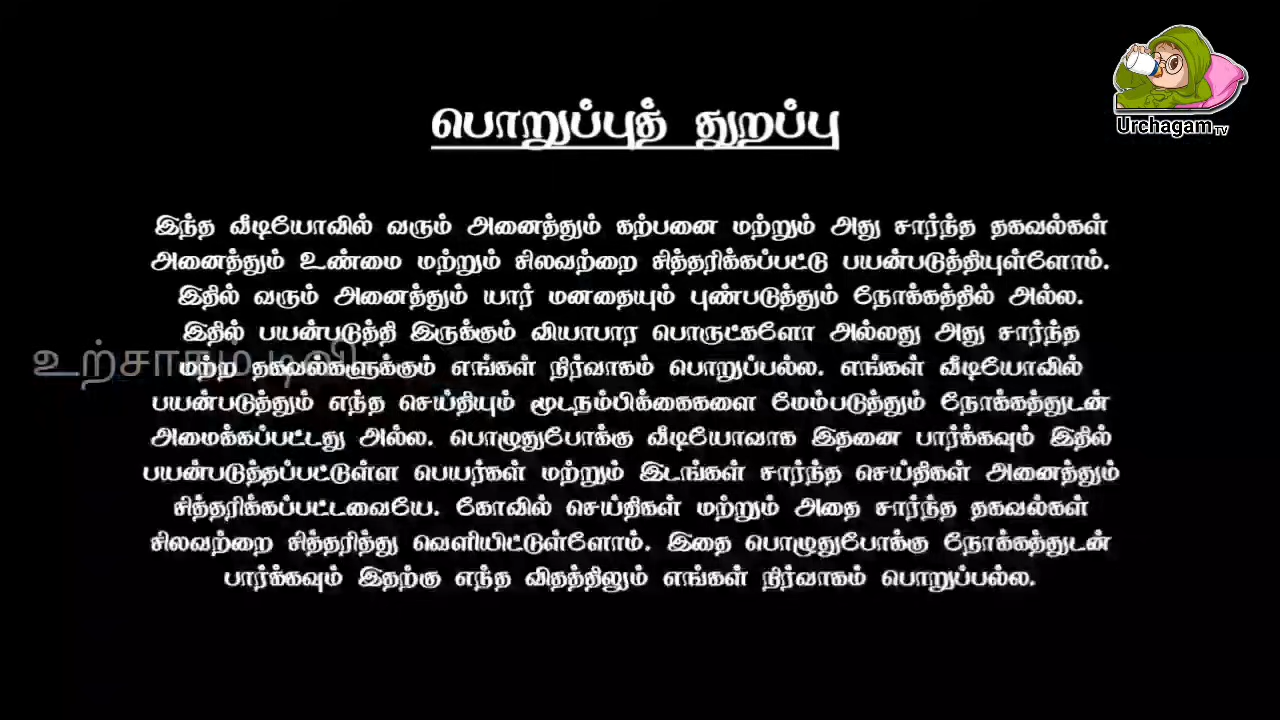 Urchagam TV
பொறுப்புத் துறப்பு
இந்த வீடியோவில் வரும் அனைத்தும் கற்பனை மற்றும் அது சார்ந்த தகவல்கள்
அனைத்தும் உண்மை மற்றும் சிலவற்றை சித்தரிக்கப்பட்டு பயன்படுத்தியுள்ளோம்.
இதில் வரும் அனைத்தும் யார் மனதையும் புண்படுத்தும் நோக்கத்தில் அல்ல.
இதில் பயன்படுத்தி இருக்கும் வியாபார பொருட்களோ அல்லது அது சார்ந்த
மற்ற தகவல்களுக்கும் எங்கள் நிர்வாகம் பொறுப்பல்ல. எங்கள் வீடியோவில்
பயன்படுத்தும் எந்த செய்தியும் மூடநம்பிக்கைகளை மேம்படுத்தும் நோக்கத்துடன்
அமைக்கப்பட்டது அல்ல. பொழுதுபோக்கு வீடியோவாக இதனை பார்க்கவும் இதில்
பயன்படுத்தப்பட்டுள்ள பெயர்கள் மற்றும் இடங்கள் சார்ந்த செய்திகள் அனைத்தும்
சித்தரிக்கப்பட்டவையே. கோவில் செய்திகள் மற்றும் அதை சார்ந்த தகவல்கள்
சிலவற்றை சித்தரித்து வெளியிட்டுள்ளோம். இதை பொழுதுபோக்கு நோக்கத்துடன்
பார்க்கவும் இதற்கு எந்த விதத்திலும் எங்கள் நிர்வாகம் பொறுப்பல்ல.